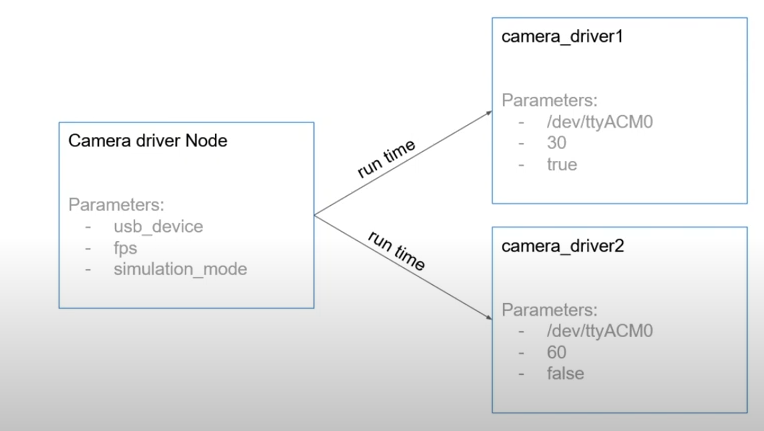 Camera driver Node
Parameters:
- usb_device
- fps
- simulation_mode
run time
run time
camera_driver1
Parameters:
- /dev/ttyACM0
- 30
- true
camera_driver2
Parameters:
- /dev/ttyACM0
- 60
- false